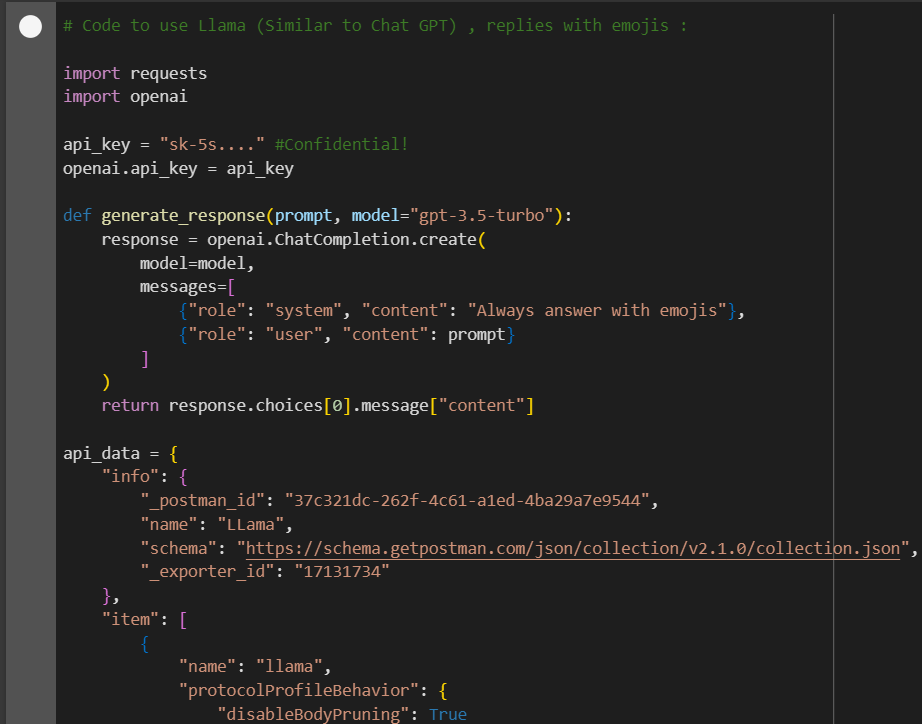 # Code to use Llama (Similar to Chat GPT) , replies with emojis :
import requests
import openai
api_key = "sk-5s...." #Confidential!
openai.api_key = api_key
def generate_response(prompt, model="gpt-3.5-turbo"):
    response = openai.ChatCompletion.create(
        model=model,
        messages=[
            {"role": "system", "content": "Always answer with emojis"},
            {"role": "user", "content": prompt}
        ]
    )
    return response.choices[0].message["content"]
api_data = {
    "info": {
        "_postman_id": "37c321dc-262f-4c61-a1ed-4ba29a7e9544",
        "name": "LLama",
        "schema": "https://schema.getpostman.com/json/collection/v2.1.0/collection.json",
        "_exporter_id": "17131734"
    },
    "item": [
        {
            "name": "llama",
            "protocolProfileBehavior": {
                "disableBodyPruning": True